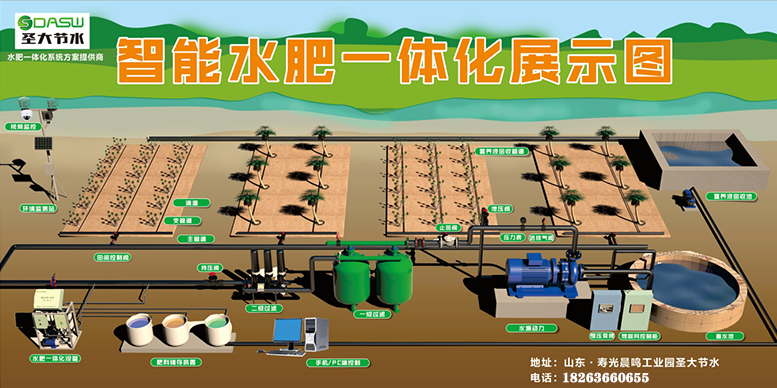 SDASW
圣大节水
水肥一体化系统方案提供商
智能水肥一体化展示图
视频监控
环境监测站
滴灌
支管道
主管道
田间控制阀
营养液回收管道
营养液回收池
泄压阀
止回阀
压力表
进排气阀
持压阀
二级过滤
一级过滤
水源动力
恒压变频
物联网控制柜
蓄水池
水肥一体化设备
肥料储存装置
手机/PC端控制
地址：山东·寿光晨鸣工业园圣大节水
电话：18263660655